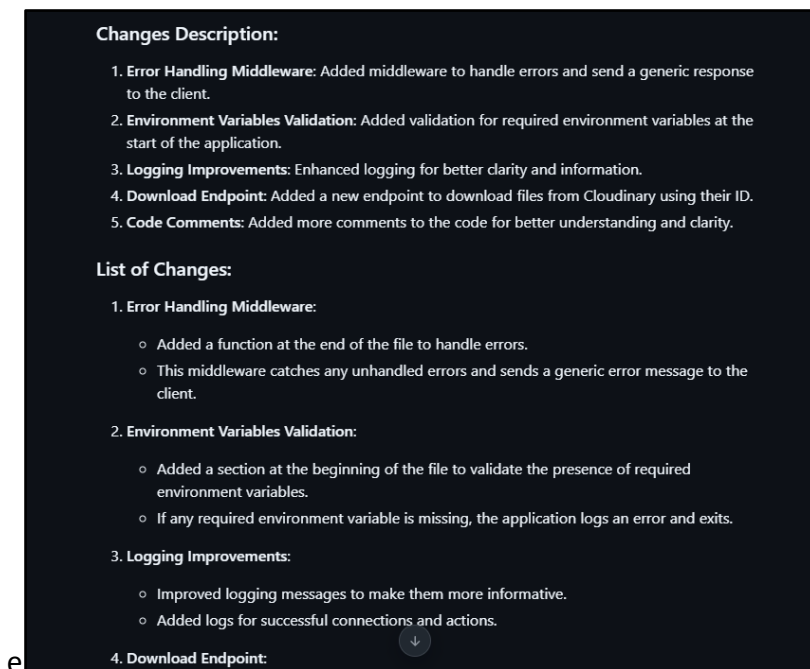 Changes Description:
1. Error Handling Middleware: Added middleware to handle errors and send a generic response
to the client.
2. Environment Variables Validation: Added validation for required environment variables at the
start of the application.
3. Logging Improvements: Enhanced logging for better clarity and information.
4. Download Endpoint: Added a new endpoint to download files from Cloudinary using their ID.
5. Code Comments: Added more comments to the code for better understanding and clarity.
List of Changes:
1. Error Handling Middleware:
○ Added a function at the end of the file to handle errors.
○ This middleware catches any unhandled errors and sends a generic error message to the
client.
2. Environment Variables Validation:
○ Added a section at the beginning of the file to validate the presence of required
environment variables.
○ If any required environment variable is missing, the application logs an error and exits.
3. Logging Improvements:
○ Improved logging messages to make them more informative.
○ Added logs for successful connections and actions.
4. Download Endpoint:
e